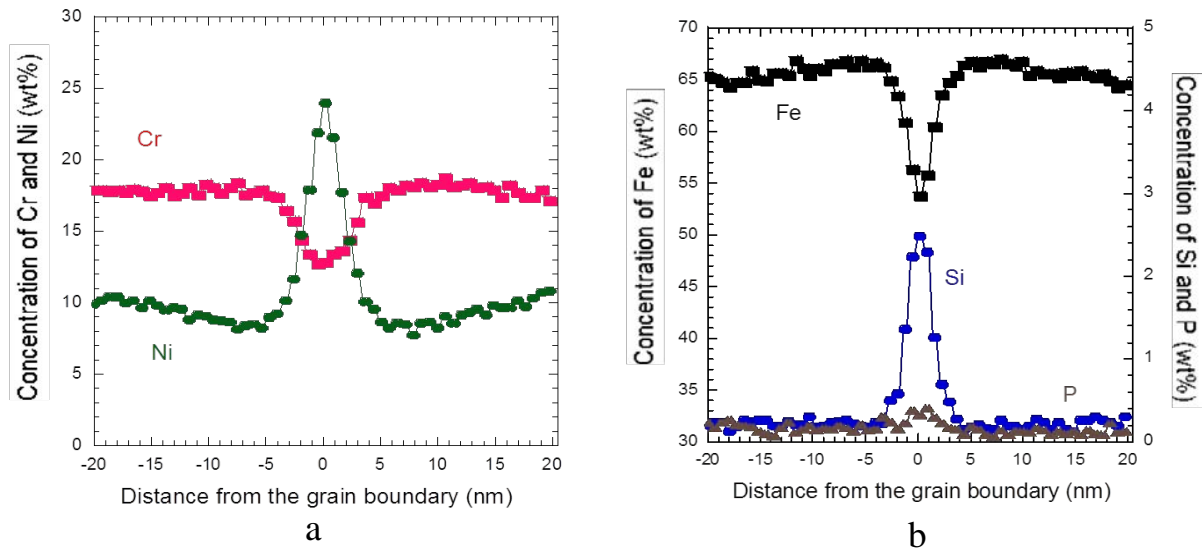 Concentration of Cr and Ni (wt%)
30
25
20
15
10
5
0
Cr
Ni
-20 -15 -10 -5 0 5 10 15 20
Distance from the grain boundary (nm)
a
Concentration of Fe (wt%)
70
65
60
55
50
45
40
35
30
Fe
Si
P
5
4
3
2
1
0
Concentration of Si and P (wt%)
-20 -15 -10 -5 0 5 10 15 20
Distance from the grain boundary (nm)
b